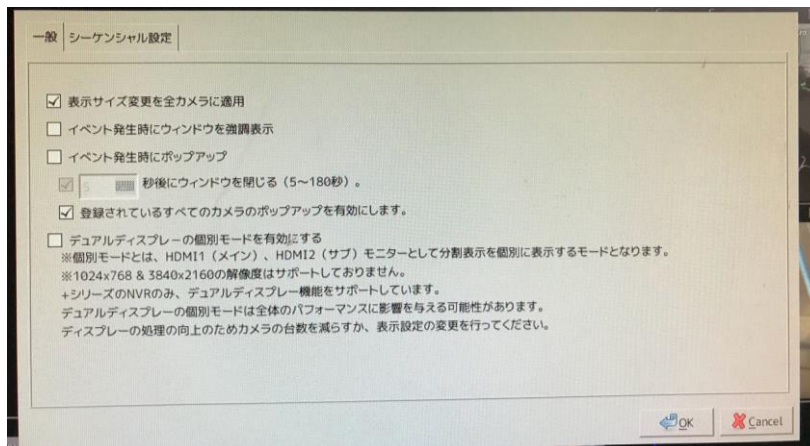 一般 シーケンシャル設定
表示サイズ変更を全カメラに適用
イベント発生時にウィンドウを強調表示
イベント発生時にポップアップ
5 秒後にウィンドウを閉じる（5～180秒）。
登録されているすべてのカメラのポップアップを有効にします。
デュアルディスプレーの個別モードを有効にする
※個別モードとは、HDMI1（メイン）、HDMI2（サブ）モニターとして分割表示を個別に表示するモードとなります。
※1024x768 & 3840x2160の解像度はサポートしておりません。
+シリーズのNVRのみ、デュアルディスプレー機能をサポートしています。
デュアルディスプレーの個別モードは全体のパフォーマンスに影響を与える可能性があります。
ディスプレーの処理の向上のためカメラの台数を減らすか、表示設定の変更を行ってください。
OK Cancel